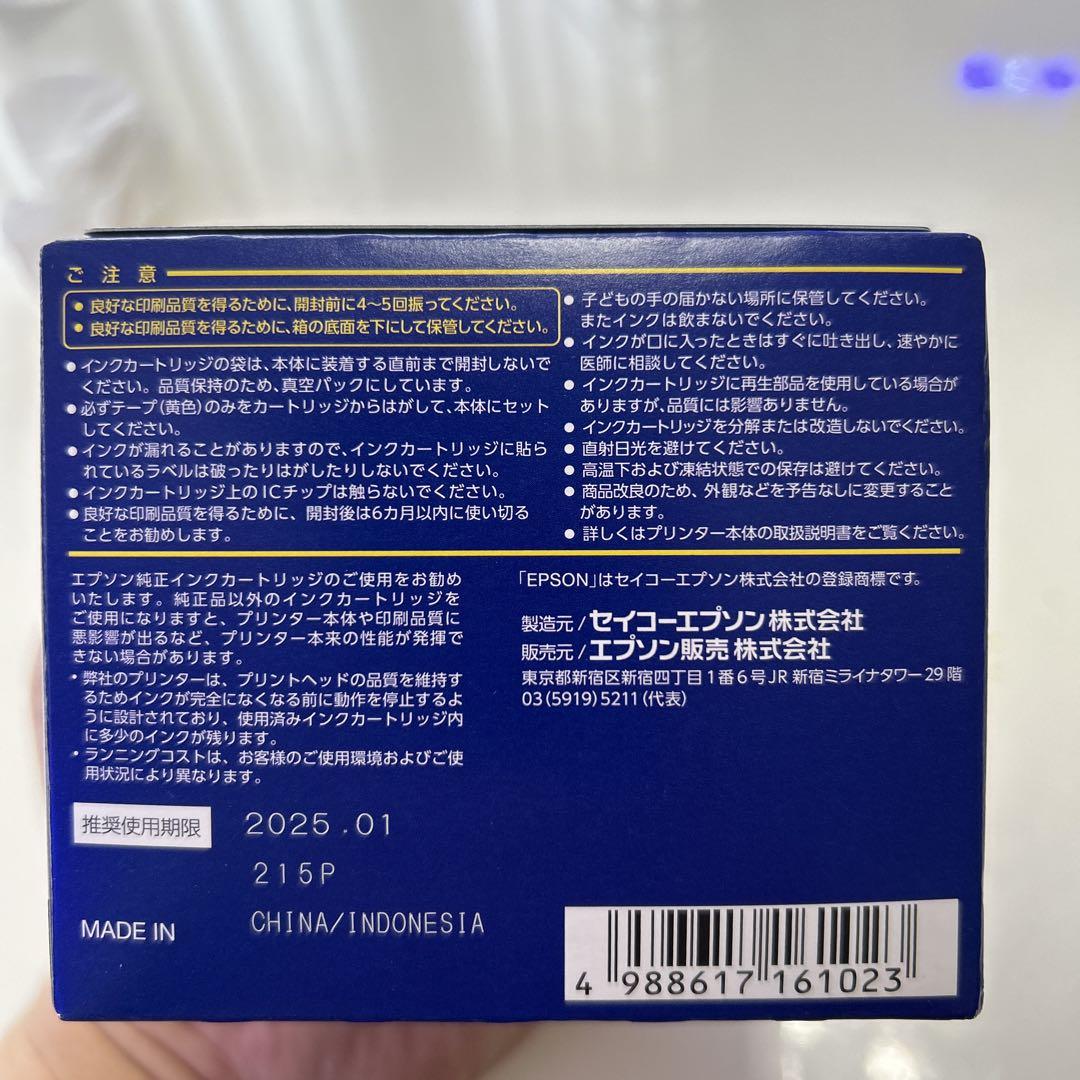 ご注意
● 良好な印刷品質を得るために、開封前に4〜5回振ってください。
● 良好な印刷品質を得るために、箱の底面を下にして保管してください。
● インクカートリッジの袋は、本体に装着する直前まで開封しないで
ください。品質保持のため、真空パックにしています。
● 必ずテープ(黄色)のみをカートリッジからはがして、本体にセット
してください。
● インクが漏れることがありますので、インクカートリッジに貼ら
れているラベルは破ったりはがしたりしないでください。
● インクカートリッジ上のICチップは触らないでください。
● 良好な印刷品質を得るために、開封後は6カ月以内に使い切る
ことをお勧めします。
● 子どもの手の届かない場所に保管してください。
またインクは飲まないでください。
● インクが口に入ったときはすぐに吐き出し、速やかに
医師に相談してください。
● インクカートリッジに再生部品を使用している場合が
ありますが、品質には影響ありません。
● インクカートリッジを分解または改造しないでください。
● 直射日光を避けてください。
● 高温下および凍結状態での保存は避けてください。
● 商品改良のため、外観などを予告なしに変更すること
があります。
● 詳しくはプリンター本体の取扱説明書をご覧ください。
エプソン純正インクカートリッジのご使用をお勧め
いたします。純正品以外のインクカートリッジを
ご使用になりますと、プリンター本体や印刷品質に
悪影響が出るなど、プリンター本来の性能が発揮で
きない場合があります。
・弊社のプリンターは、プリントヘッドの品質を維持す
るためインクが完全になくなる前に動作を停止するよ
うに設計されており、使用済みインクカートリッジ内
に多少のインクが残ります。
・ランニングコストは、お客様のご使用環境およびご使
用状況により異なります。
「EPSON」はセイコーエプソン株式会社の登録商標です。
製造元/セイコーエプソン株式会社
販売元/エプソン販売株式会社
東京都新宿区新宿四丁目1番6号JR新宿ミライナタワー29階
03(5919)5211(代表)
推奨使用期限 2025.01
215P
MADE IN CHINA/INDONESIA
4 988617 161023